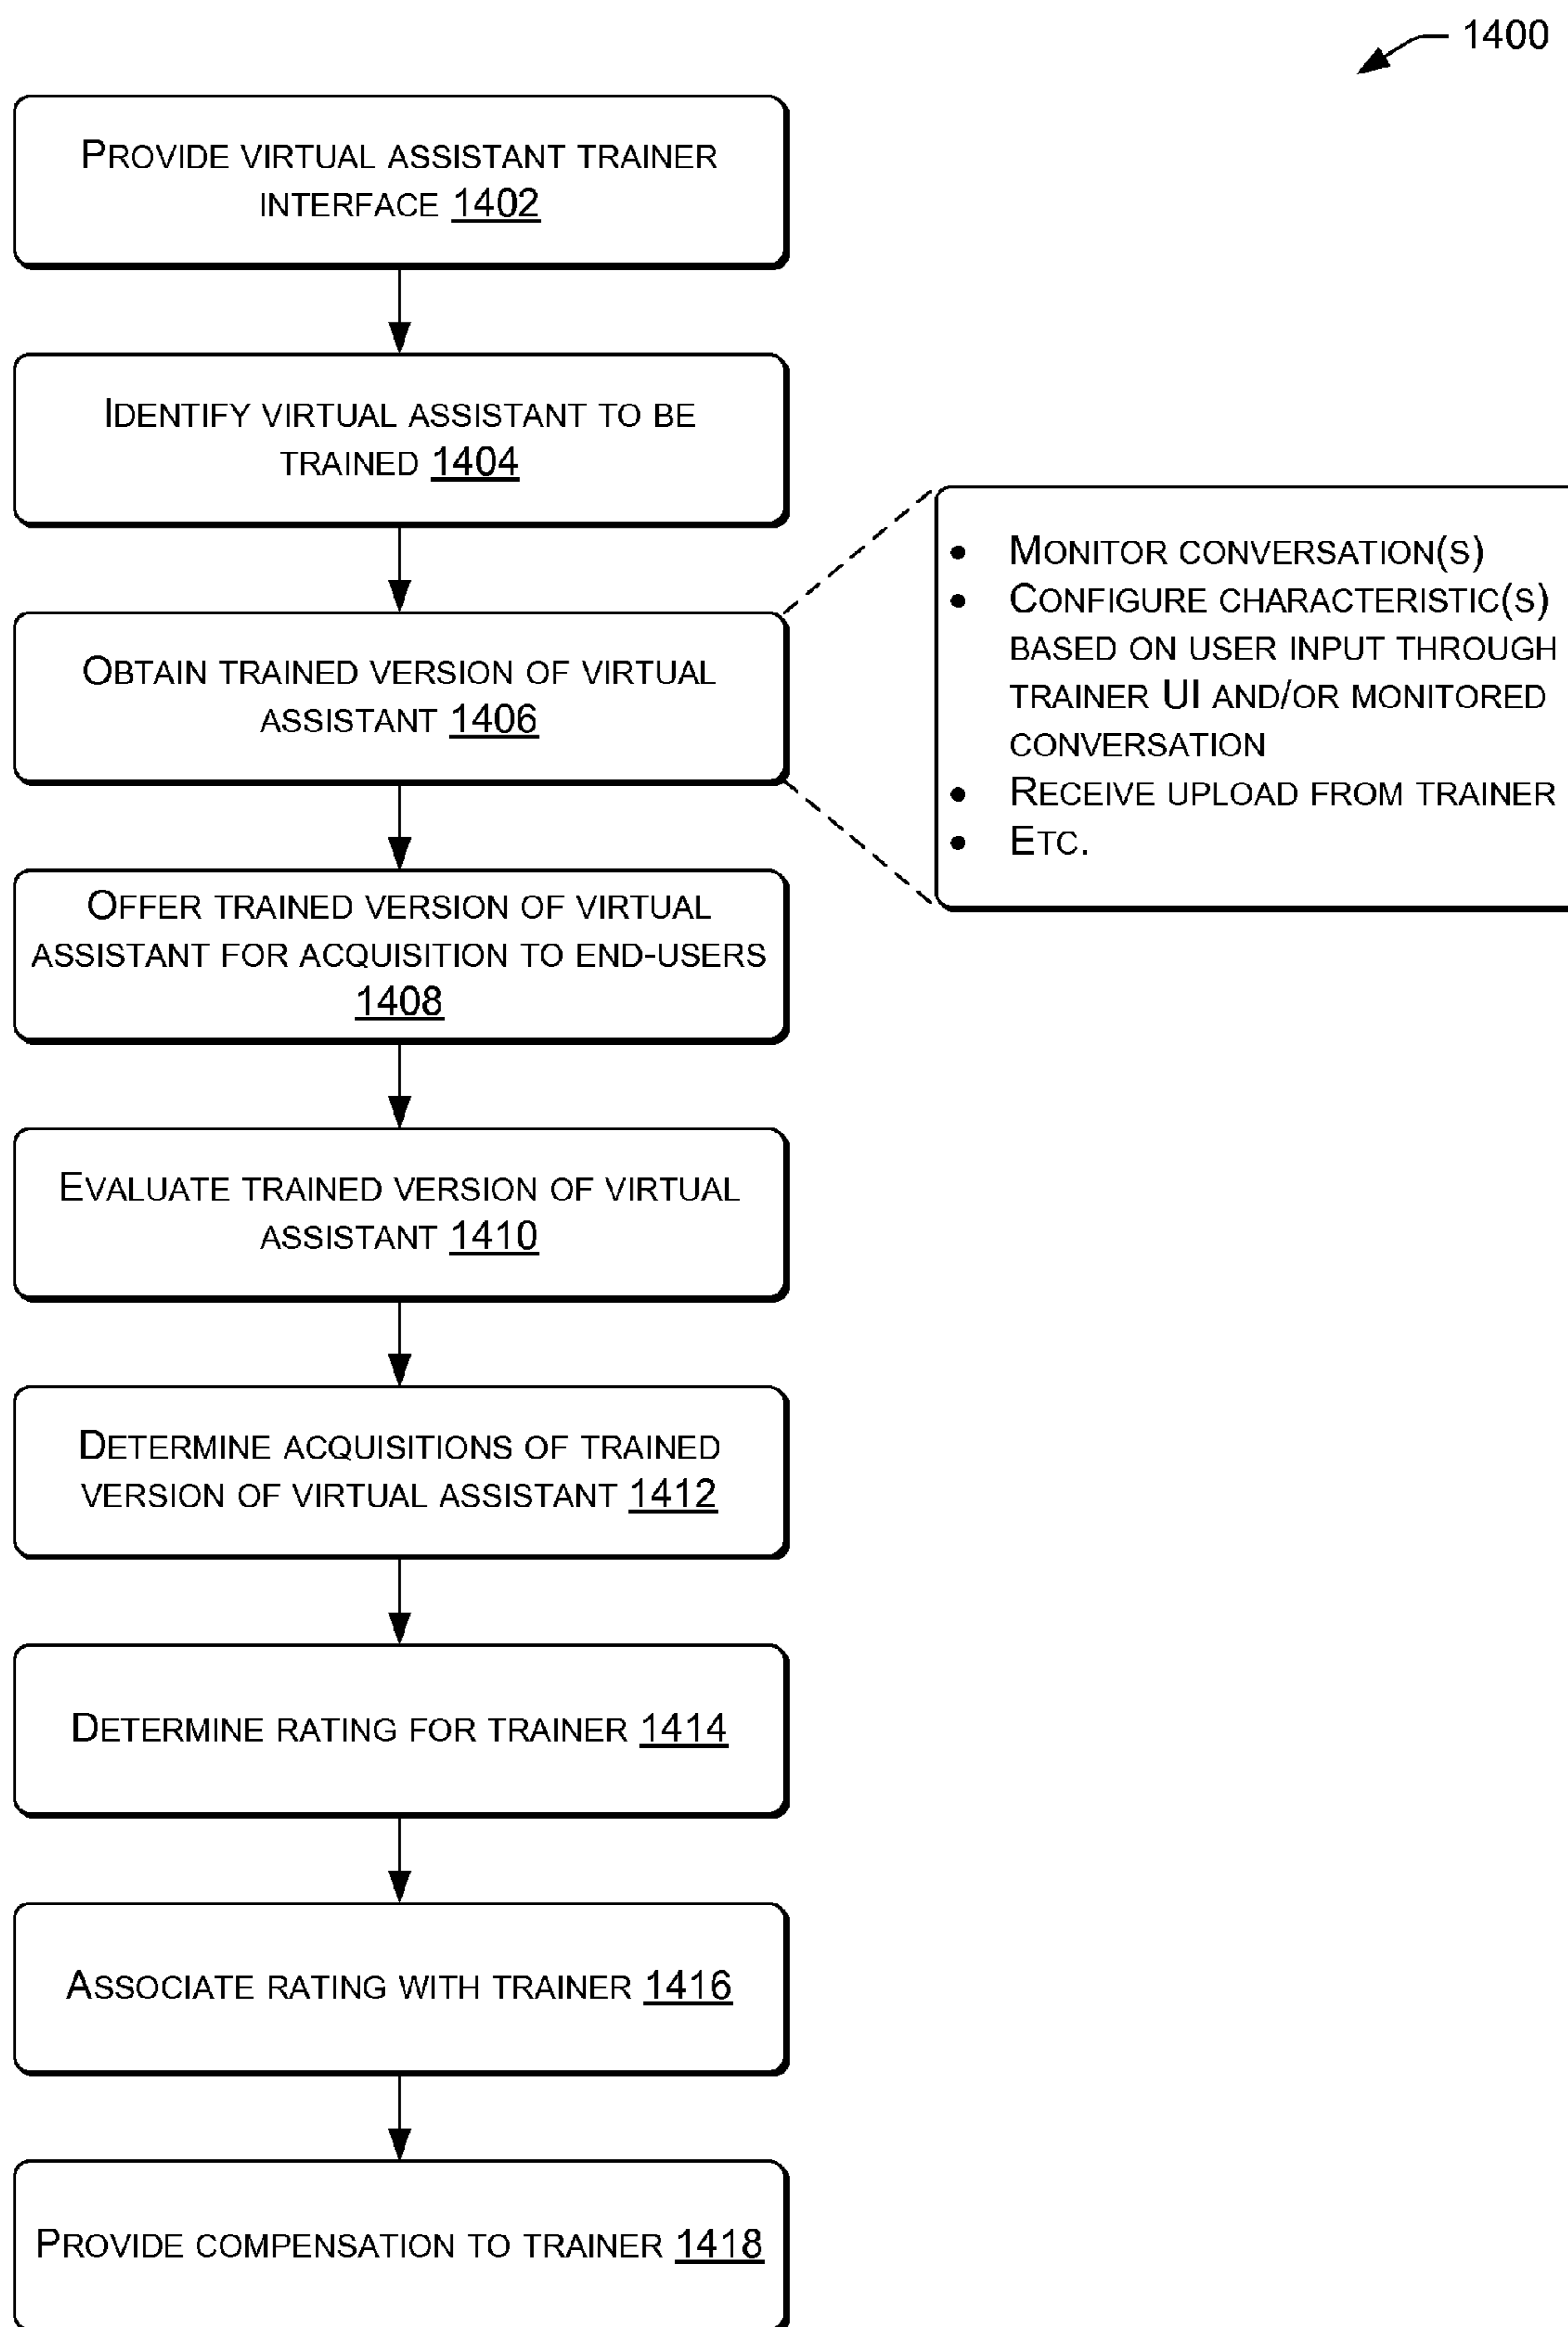 1400
PROVIDE VIRTUAL ASSISTANT TRAINER
INTERFACE 1402
IDENTIFY VIRTUAL ASSISTANT TO BE
TRAINED 1404
OBTAIN TRAINED VERSION OF VIRTUAL
ASSISTANT 1406
• MONITOR CONVERSATION(S)
• CONFIGURE CHARACTERISTIC(S)
BASED ON USER INPUT THROUGH
TRAINER UI AND/OR MONITORED
CONVERSATION
• RECEIVE UPLOAD FROM TRAINER
• ETC.
OFFER TRAINED VERSION OF VIRTUAL
ASSISTANT FOR ACQUISITION TO END-USERS
1408
EVALUATE TRAINED VERSION OF VIRTUAL
ASSISTANT 1410
DETERMINE ACQUISITIONS OF TRAINED
VERSION OF VIRTUAL ASSISTANT 1412
DETERMINE RATING FOR TRAINER 1414
ASSOCIATE RATING WITH TRAINER 1416
PROVIDE COMPENSATION TO TRAINER 1418